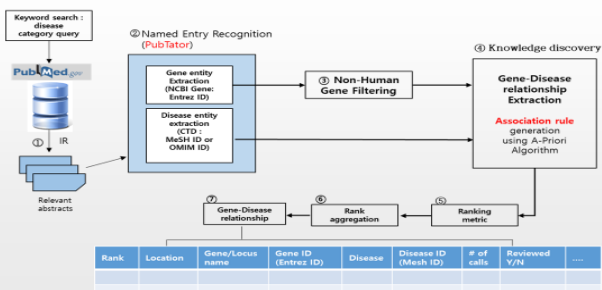 Keyword search :
disease
category query
PubMed.gov
① IR
Relevant
abstracts
② Named Entry Recognition
(PubTator)
Gene entity
Extraction
(NCBI Gene:
Entrez ID)
Disease entity
extraction
(CTD :
MeSH ID or
OMIM ID)
③ Non-Human
Gene Filtering
④ Knowledge discovery
Gene-Disease
relationship
Extraction
Association rule
generation
using A-Priori
Algorithm
⑤
Ranking
metric
⑥
Rank
aggregation
⑦
Gene-Disease
relationship
Rank Location Gene/Locus name Gene ID (Entrez ID) Disease Disease ID (Mesh ID) # of calls Reviewed Y/N ....